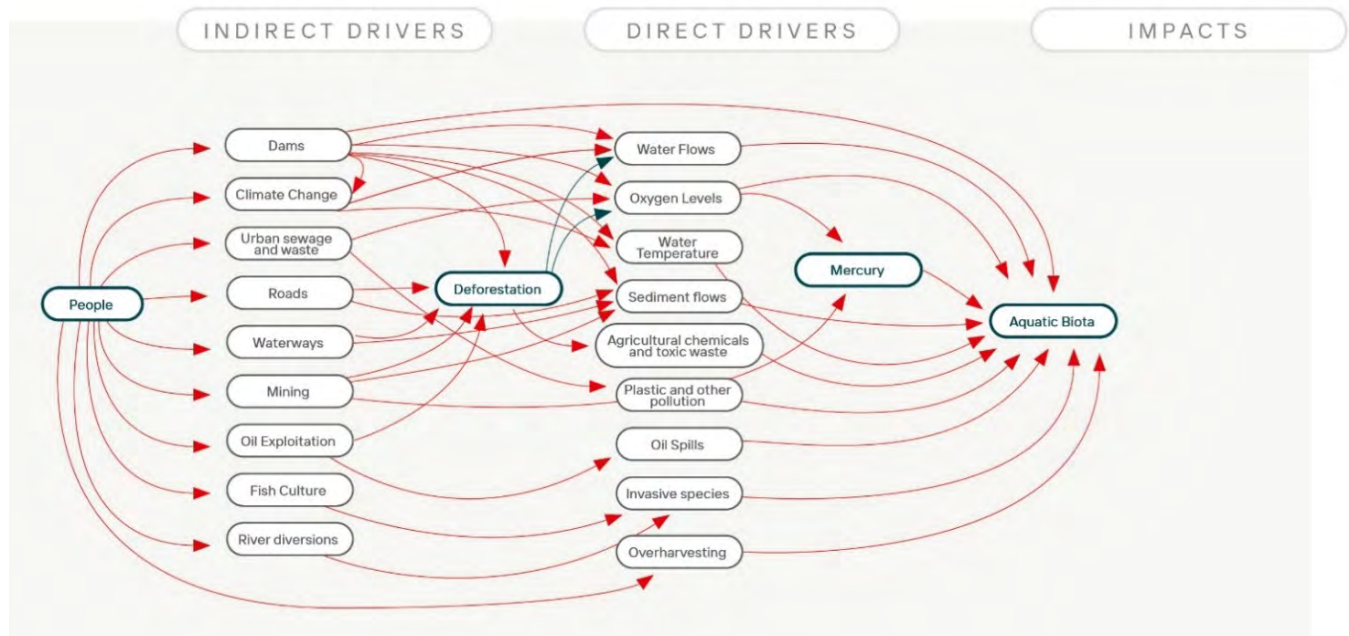 INDIRECT DRIVERS
DIRECT DRIVERS
IMPACTS
People
Dams
Climate Change
Urban sewage
and waste
Roads
Waterways
Mining
Oil Exploitation
Fish Culture
River diversions
Deforestation
Water Flows
Oxygen Levels
Water
Temperature
Sediment flows
Agricultural chemicals
and toxic waste
Plastic and other
pollution
Oil Spills
Invasive species
Overharvesting
Mercury
Aquatic Biota